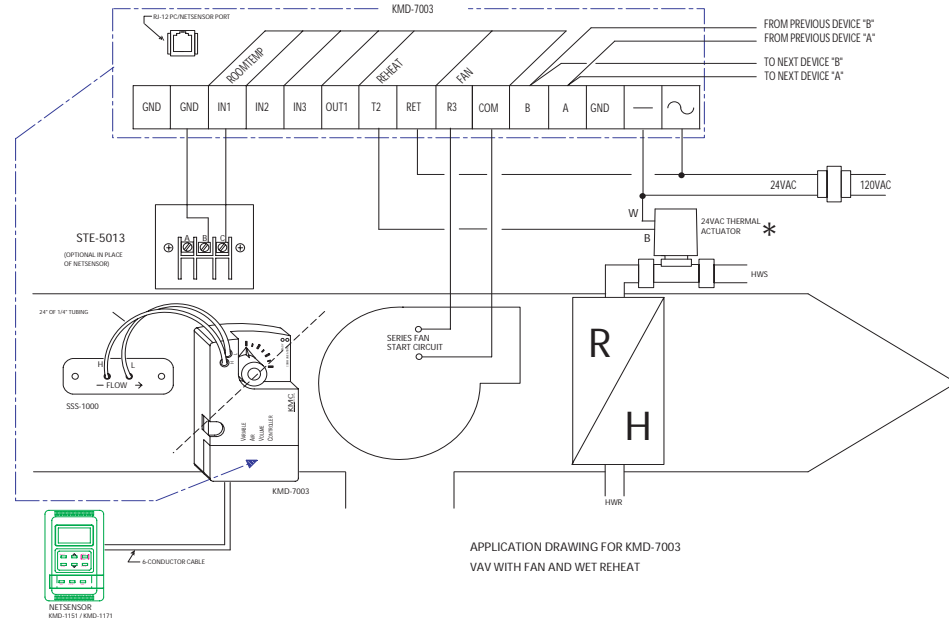 KMD-7003
RJ-12 PC/NETSENSOR PORT
FROM PREVIOUS DEVICE "B"
FROM PREVIOUS DEVICE "A"
TO NEXT DEVICE "B"
TO NEXT DEVICE "A"
ROOMTEMP
REHEAT
FAN
GND GND IN1 IN2 IN3 OUT1 T2 RET R3 COM B A GND
24VAC
120VAC
W
B
24VAC THERMAL
ACTUATOR *
HWS
STE-5013
(OPTIONAL IN PLACE
OF NETSENSOR)
A B C
24" OF 1/4" TUBING
H L
FLOW
SSS-1000
KMC
VARIABLE
AIR
VOLUME
CONTROLLER
KMD-7003
SERIES FAN
START CIRCUIT
R
H
HWR
6-CONDUCTOR CABLE
NETSENSOR
KMD-1151 / KMD-1171
APPLICATION DRAWING FOR KMD-7003
VAV WITH FAN AND WET REHEAT